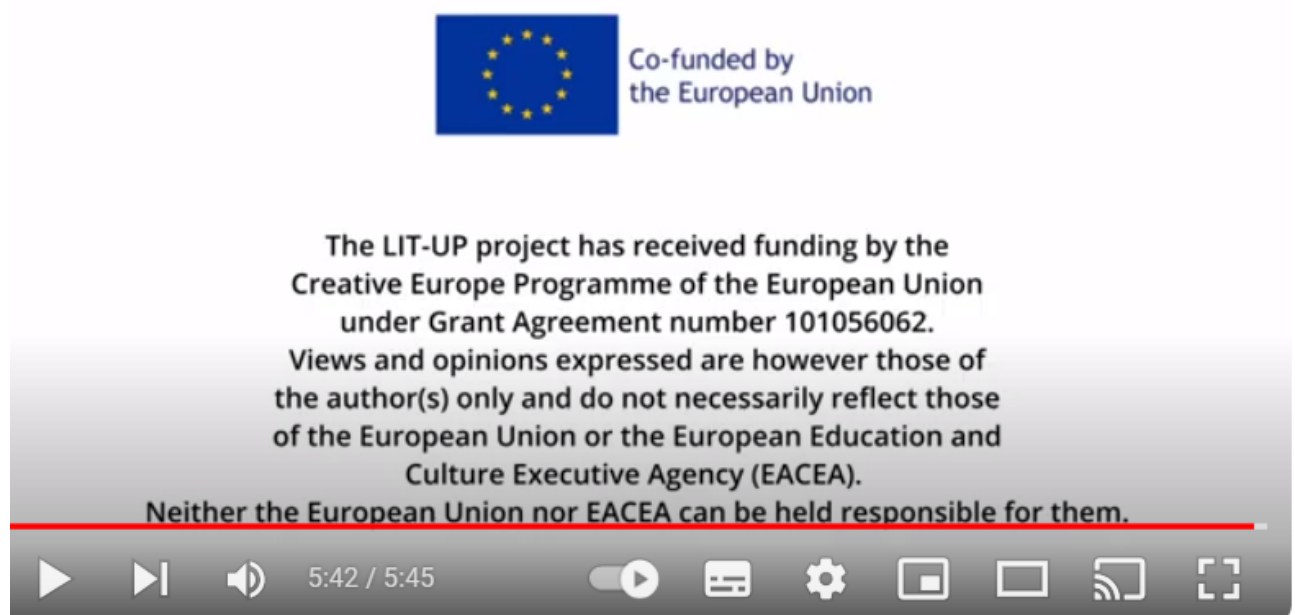 Co-funded by
the European Union
The LIT-UP project has received funding by the
Creative Europe Programme of the European Union
under Grant Agreement number 101056062.
Views and opinions expressed are however those of
the author(s) only and do not necessarily reflect those
of the European Union or the European Education and
Culture Executive Agency (EACEA).
Neither the European Union nor EACEA can be held responsible for them.
5:42 / 5:45